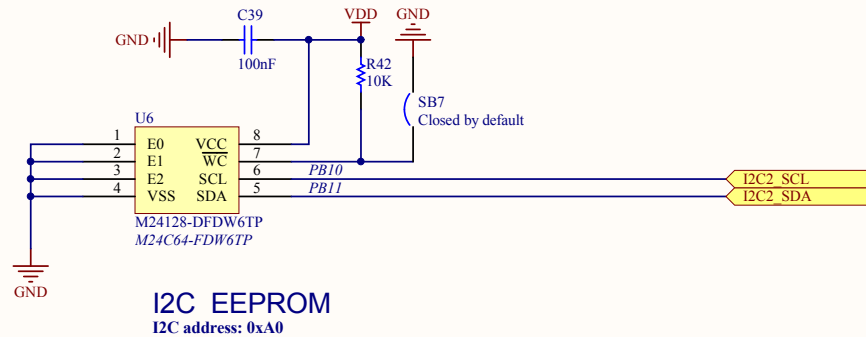 C39
VDD
GND
GND
100nF
R42
10K
SB7
Closed by default
U6
1 E0 VCC 8
2 E1 WC 7
3 E2 SCL 6 PB10
4 VSS SDA 5 PB11
I2C2_SCL
I2C2_SDA
M24128-DFDW6TP
M24C64-FDW6TP
GND
I2C EEPROM
I2C address: 0xA0